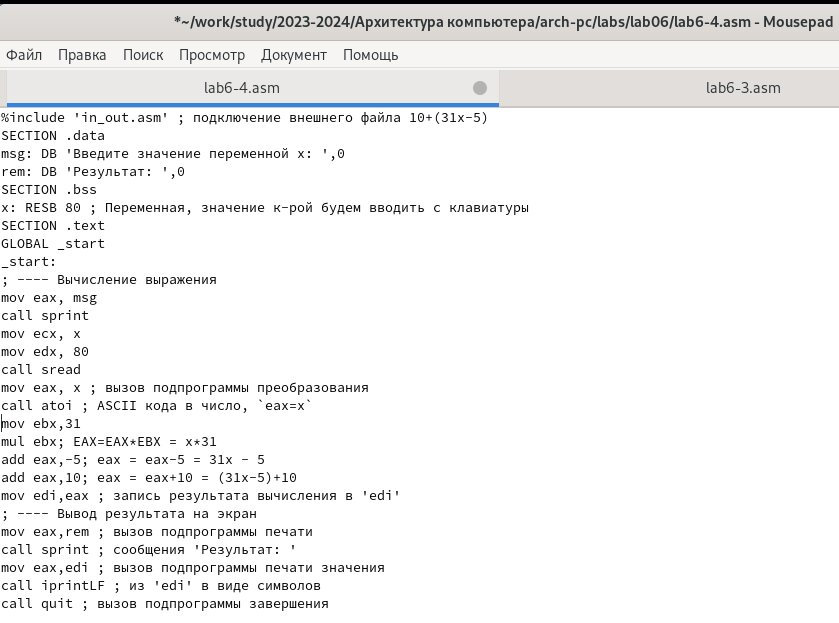 *~/work/study/2023-2024/Архитектура компьютера/arch-pc/labs/lab06/lab6-4.asm - Mousepad
Файл Правка Поиск Просмотр Документ Помощь
lab6-4.asm lab6-3.asm
%include 'in_out.asm' ; подключение внешнего файла 10+(31x-5)
SECTION .data
msg: DB 'Введите значение переменной x: ',0
rem: DB 'Результат: ',0
SECTION .bss
x: RESB 80 ; Переменная, значение к-рой будем вводить с клавиатуры
SECTION .text
GLOBAL _start
_start:
; ---- Вычисление выражения
mov eax, msg
call sprint
mov ecx, x
mov edx, 80
call sread
mov eax, x ; вызов подпрограммы преобразования
call atoi ; ASCII кода в число, `eax=x`
mov ebx,31
mul ebx; EAX=EAX*EBX = x*31
add eax,-5; eax = eax-5 = 31x - 5
add eax,10; eax = eax+10 = (31x-5)+10
mov edi,eax ; запись результата вычисления в 'edi'
; ---- Вывод результата на экран
mov eax,rem ; вызов подпрограммы печати
call sprint ; сообщения 'Результат: '
mov eax,edi ; вызов подпрограммы печати значения
call iprintLF ; из 'edi' в виде символов
call quit ; вызов подпрограммы завершения